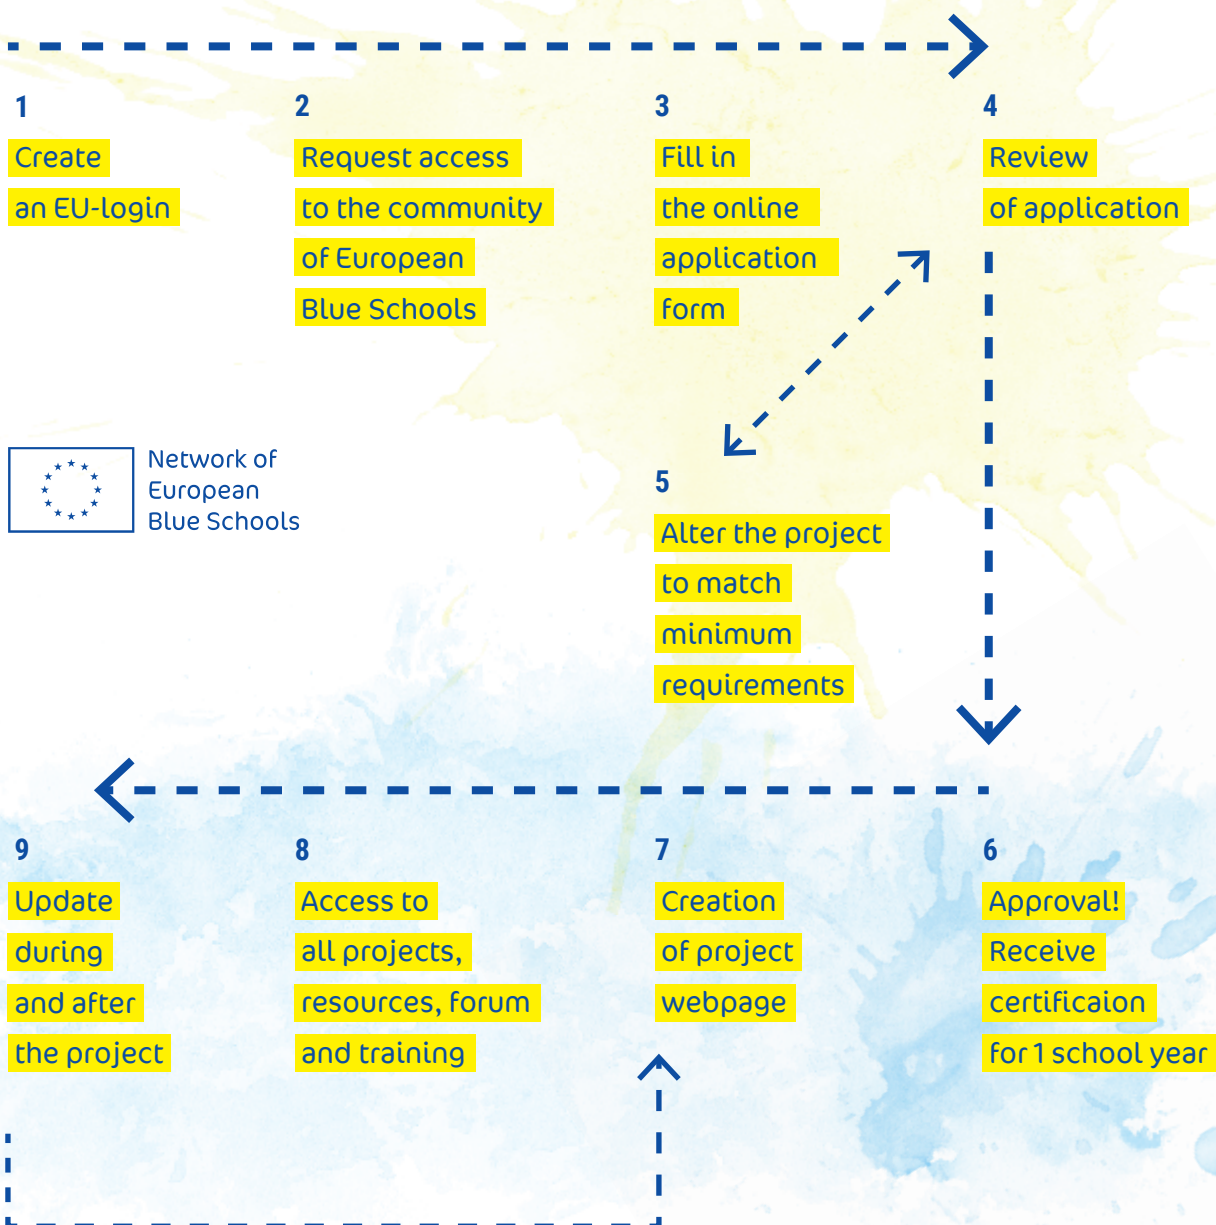 1
Create
an EU-login
2
Request access
to the community
of European
Blue Schools
3
Fill in
the online
application
form
4
Review
of application
Network of
European
Blue Schools
5
Alter the project
to match
minimum
requirements
9
Update
during
and after
the project
8
Access to
all projects,
resources, forum
and training
7
Creation
of project
webpage
6
Approval!
Receive
certificaion
for 1 school year